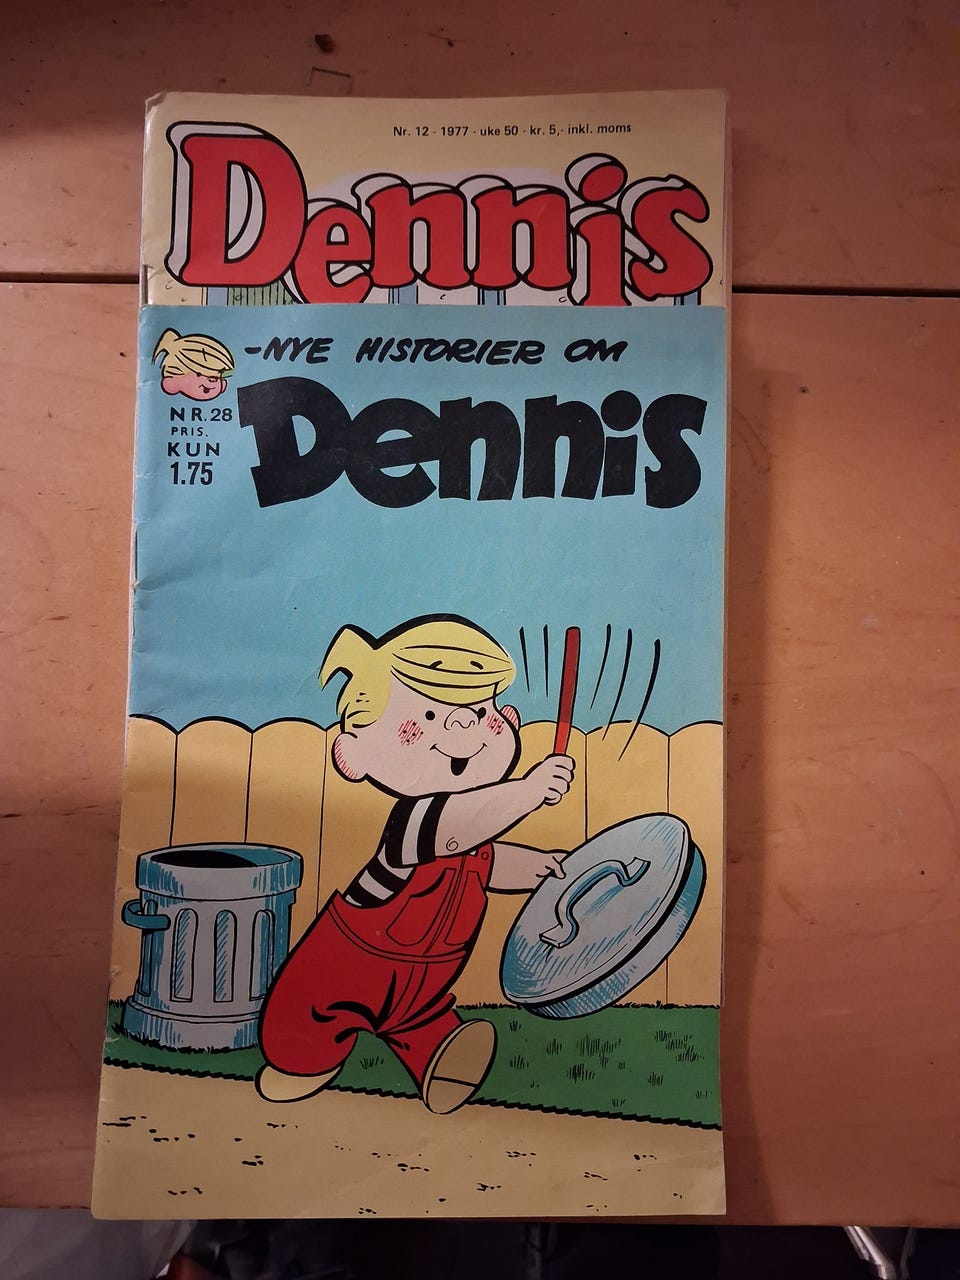 Nr. 12 - 1977 - uke 50 - kr. 5,- inkl. moms
Dennis
-NYE HISTORIER OM
Dennis
NR.28
PRIS.
KUN
1.75